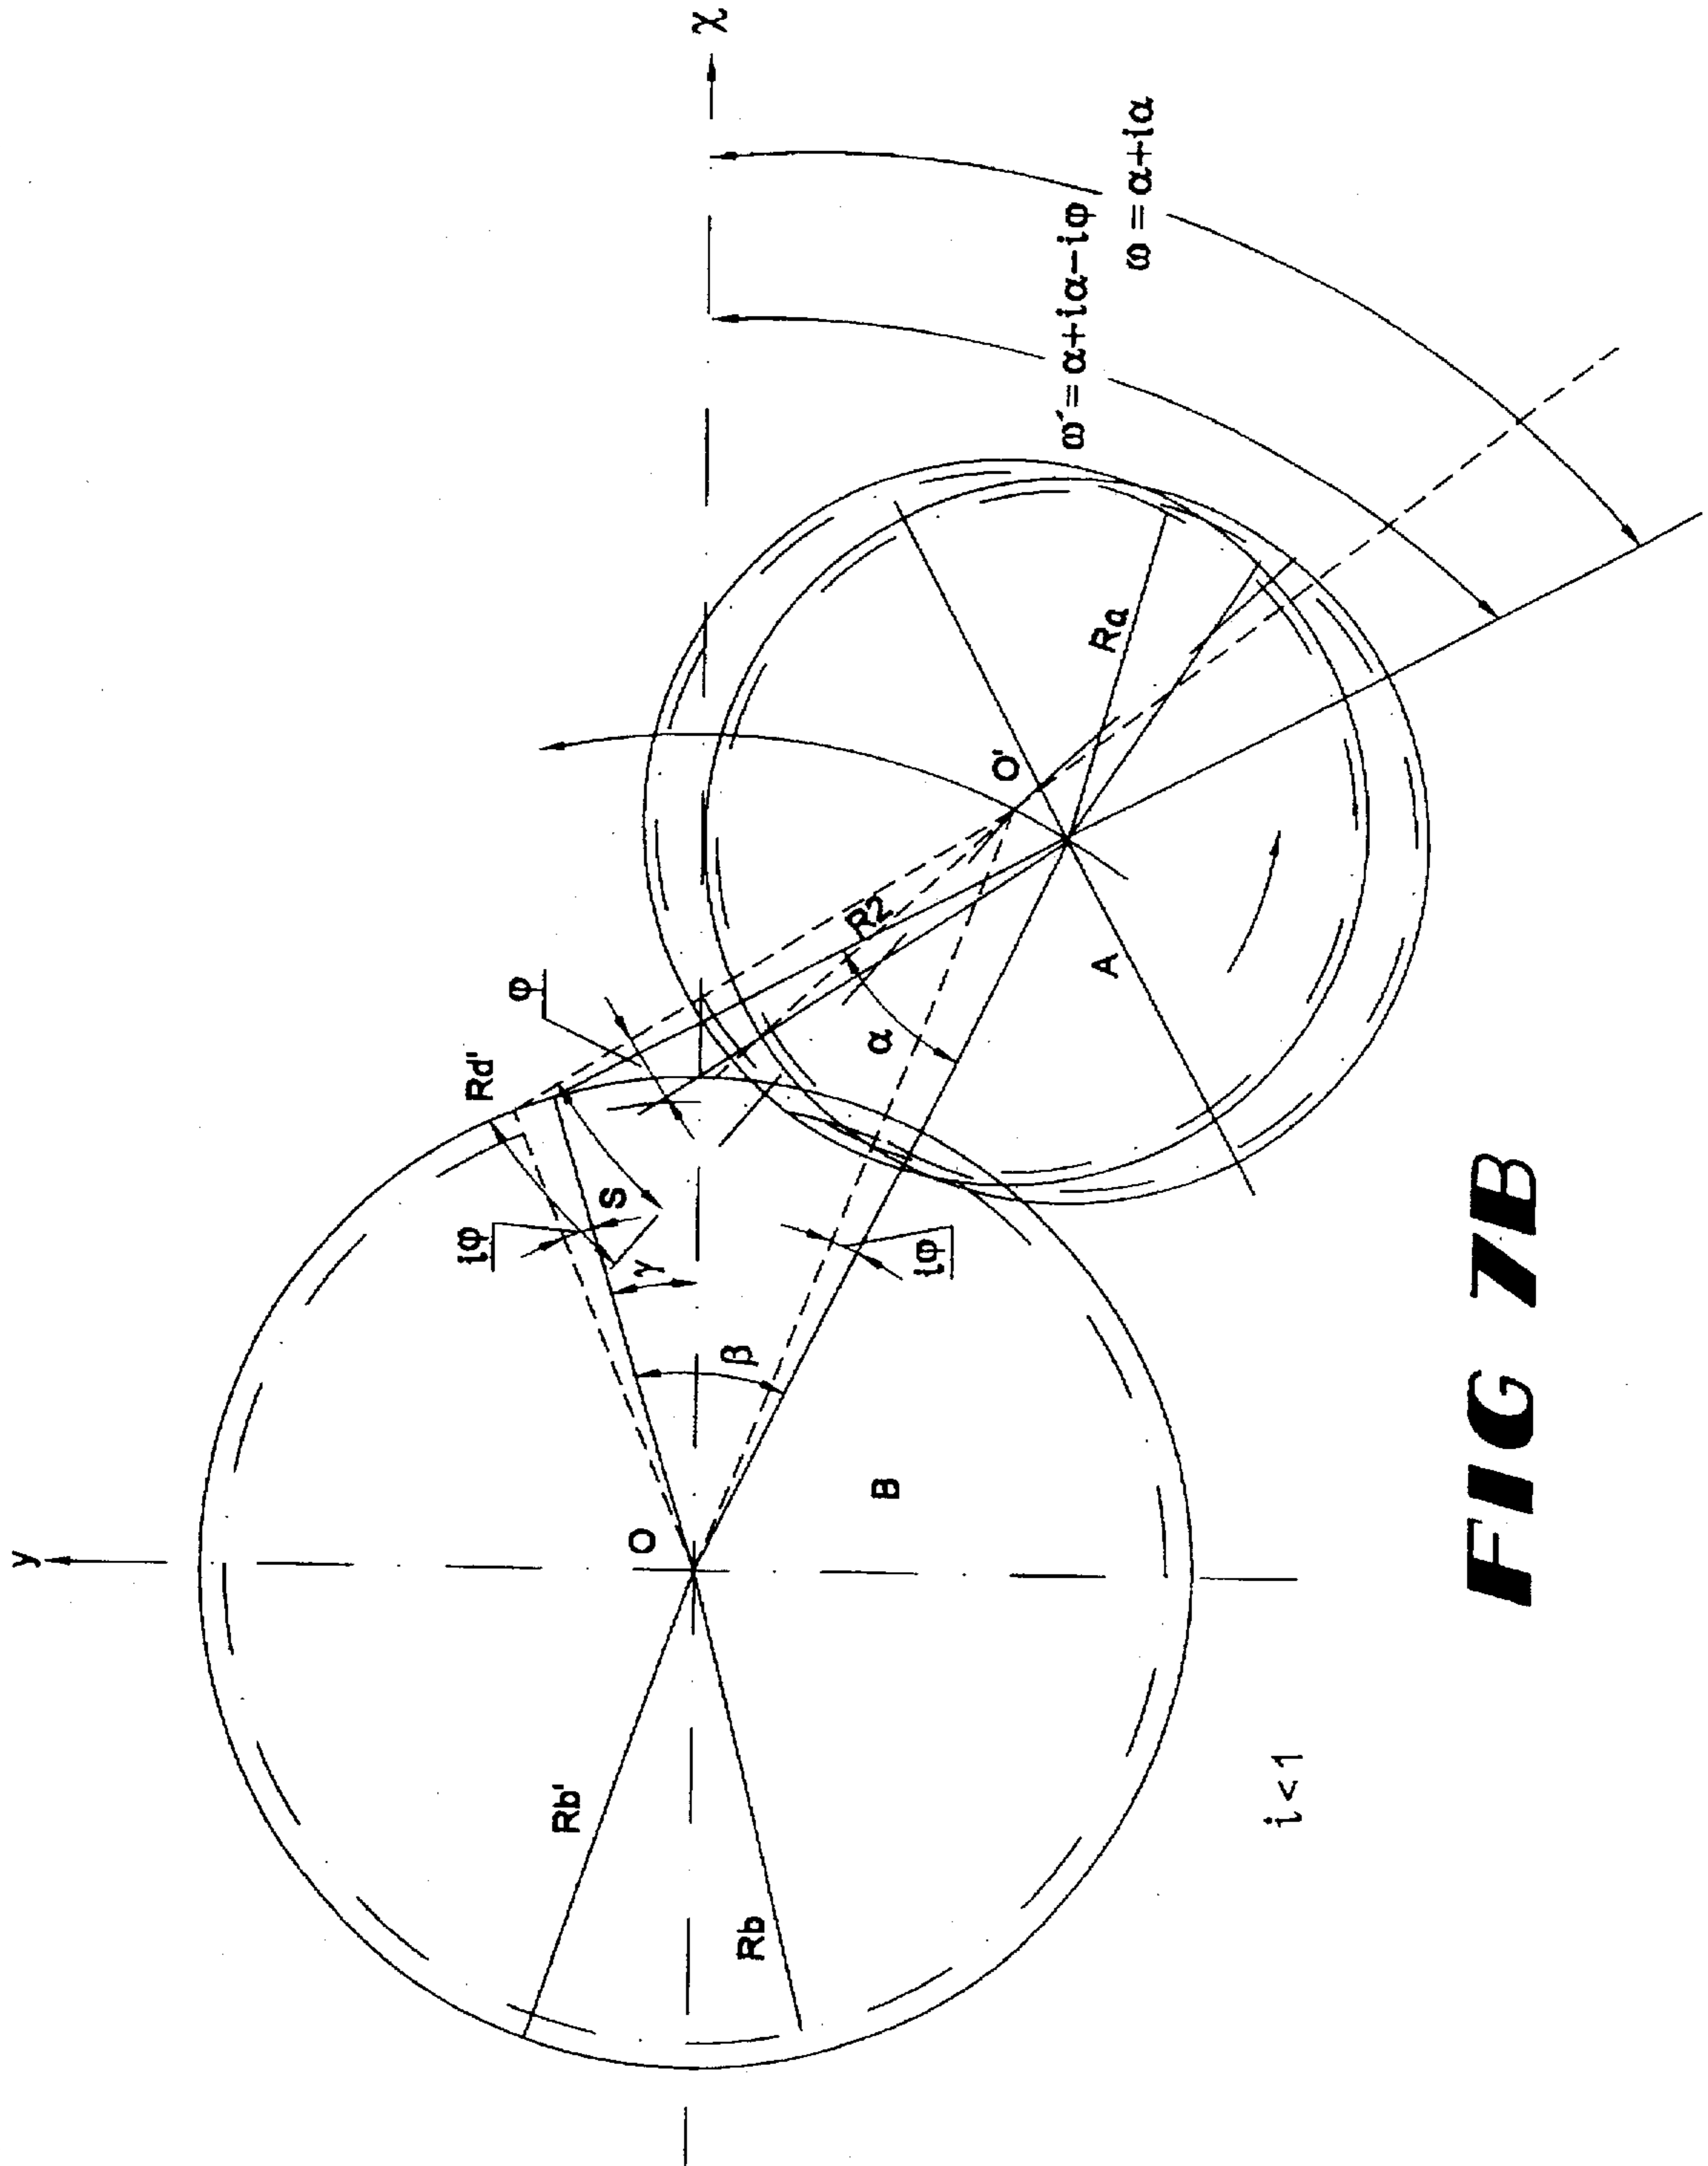 y
χ
ω=α+iα
ω'=α+iα-iφ
Rd'
φ
R2
O'
Ra
A
α
iφ
S
γ
iφ
β
O
B
Rb'
Rb
i<1
FIG 7B